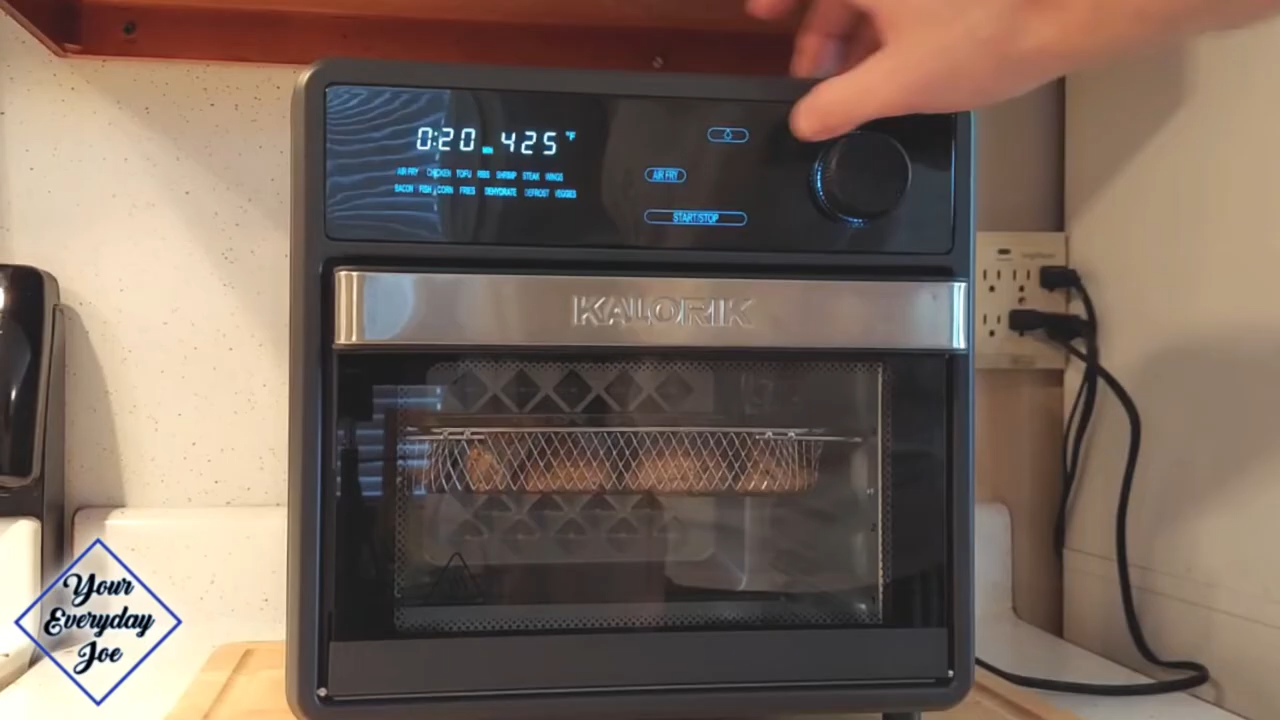 0:20 MIN 425 °F
AIR FRY CHICKEN TOFU RIBS SHRIMP STEAK WINGS
BACON FISH CORN FRIES DEHYDRATE DEFROST VEGGIES
AIR FRY
START/STOP
KALORIK
Your
Everyday
Joe